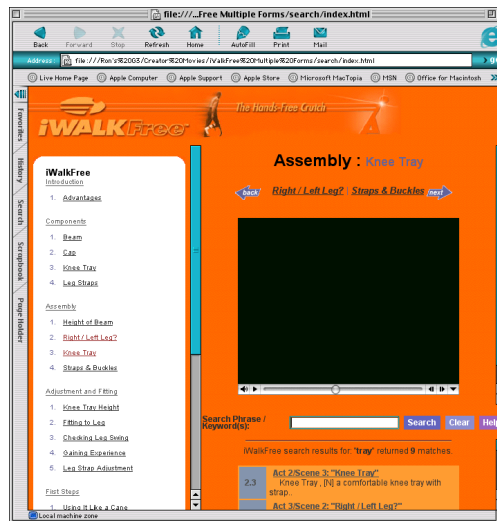 file:///...Free Multiple Forms/search/index.html
Back Forward Stop Refresh Home AutoFill Print Mail
Address: file:///Ron's%2063/Creator%20Movies/iValkFree%20Multiple%20Forms/search/index.html
Live Home Page Apple Computer Apple Support Apple Store Microsoft MacTopia MSN Office for Macintosh
Favorites
History
Search
Scrapbook
Page Holder
iWALKFree
The Hands-Free Crutch
iWalkFree
Introduction
1. Advantages
Components
1. Beam
2. Cap
3. Knee Tray
4. Leg Straps
Assembly
1. Height of Beam
2. Right / Left Leg?
3. Knee Tray
4. Straps & Buckles
Adjustment and Fitting
1. Knee Tray Height
2. Fitting to Leg
3. Checking Leg Swing
4. Gaining Experience
5. Leg Strap Adjustment
First Steps
1. Using It Like a Cane
Assembly : Knee Tray
back Right / Left Leg? | Straps & Buckles next
Search Phrase / Keyword(s): Search Clear Help
iWalkFree search results for: "tray" returned 9 matches.
2.3 Act 2/Scene 3: "Knee Tray"
Knee Tray , [N] a comfortable knee tray with
strap..
Act 3/Scene 2: "Right / Left Leg?"
Local machine zone